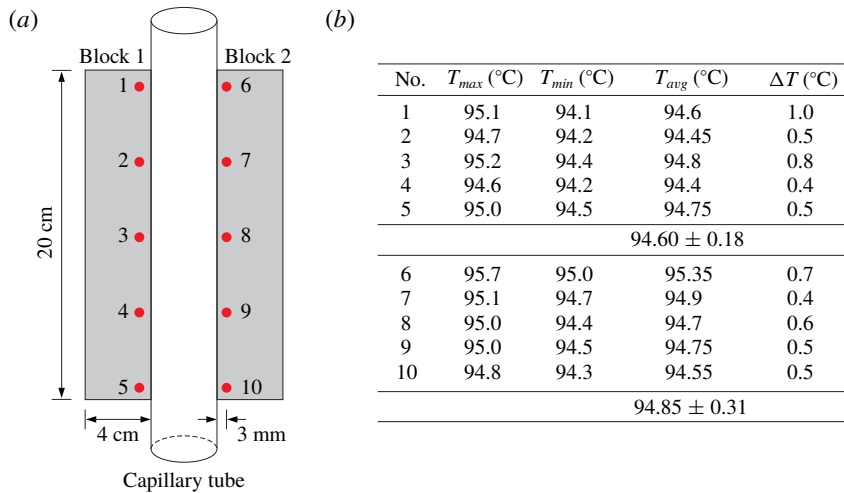 (a)
Block 1 Block 2
1 6
2 7
3 8
4 9
5 10
20 cm
4 cm 3 mm
Capillary tube
(b)
No. Tmax (°C) Tmin (°C) Tavg (°C) ΔT (°C)
1 95.1 94.1 94.6 1.0
2 94.7 94.2 94.45 0.5
3 95.2 94.4 94.8 0.8
4 94.6 94.2 94.4 0.4
5 95.0 94.5 94.75 0.5
94.60 ± 0.18
6 95.7 95.0 95.35 0.7
7 95.1 94.7 94.9 0.4
8 95.0 94.4 94.7 0.6
9 95.0 94.5 94.75 0.5
10 94.8 94.3 94.55 0.5
94.85 ± 0.31